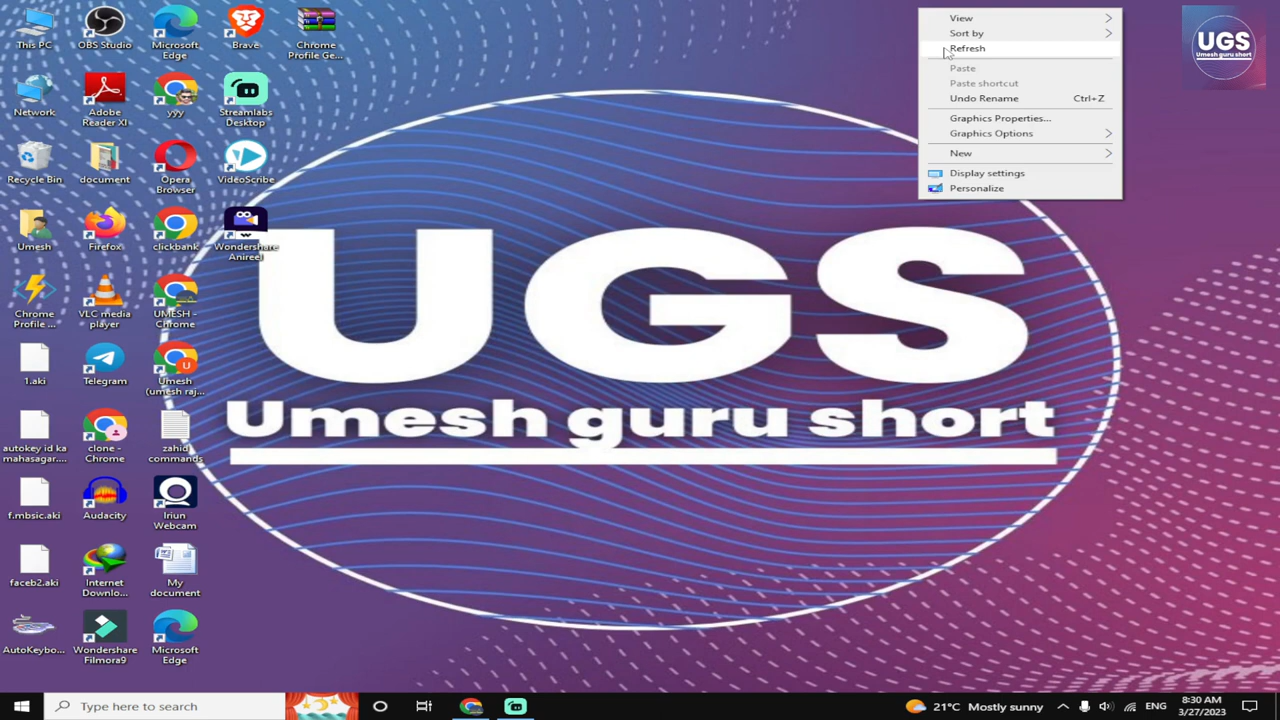 This PC
OBS Studio
Microsoft
Edge
Brave
Chrome
Profile Ge...
Network
Adobe
Reader XI
yyy
Streamlabs
Desktop
Recycle Bin
document
Opera
Browser
VideoScribe
Umesh
Firefox
clickbank
Wondershare
Anireel
Chrome
Profile ...
VLC media
player
UMESH -
Chrome
1.aki
Telegram
U
Umesh
(umesh raj...
autokey id ka
mahasagar....
clone -
Chrome
zahid
commands
f.mbsic.aki
Audacity
Iriun
Webcam
faceb2.aki
Internet
Downlo...
My
document
AutoKeybo...
Wondershare
Filmora9
Microsoft
Edge
View
Sort by
Refresh
Paste
Paste shortcut
Undo Rename Ctrl+Z
Graphics Properties...
Graphics Options
New
Display settings
Personalize
UGS
Umesh guru short
UGS
Umesh guru short
Type here to search
21°C Mostly sunny
ENG
8:30 AM
3/27/2023